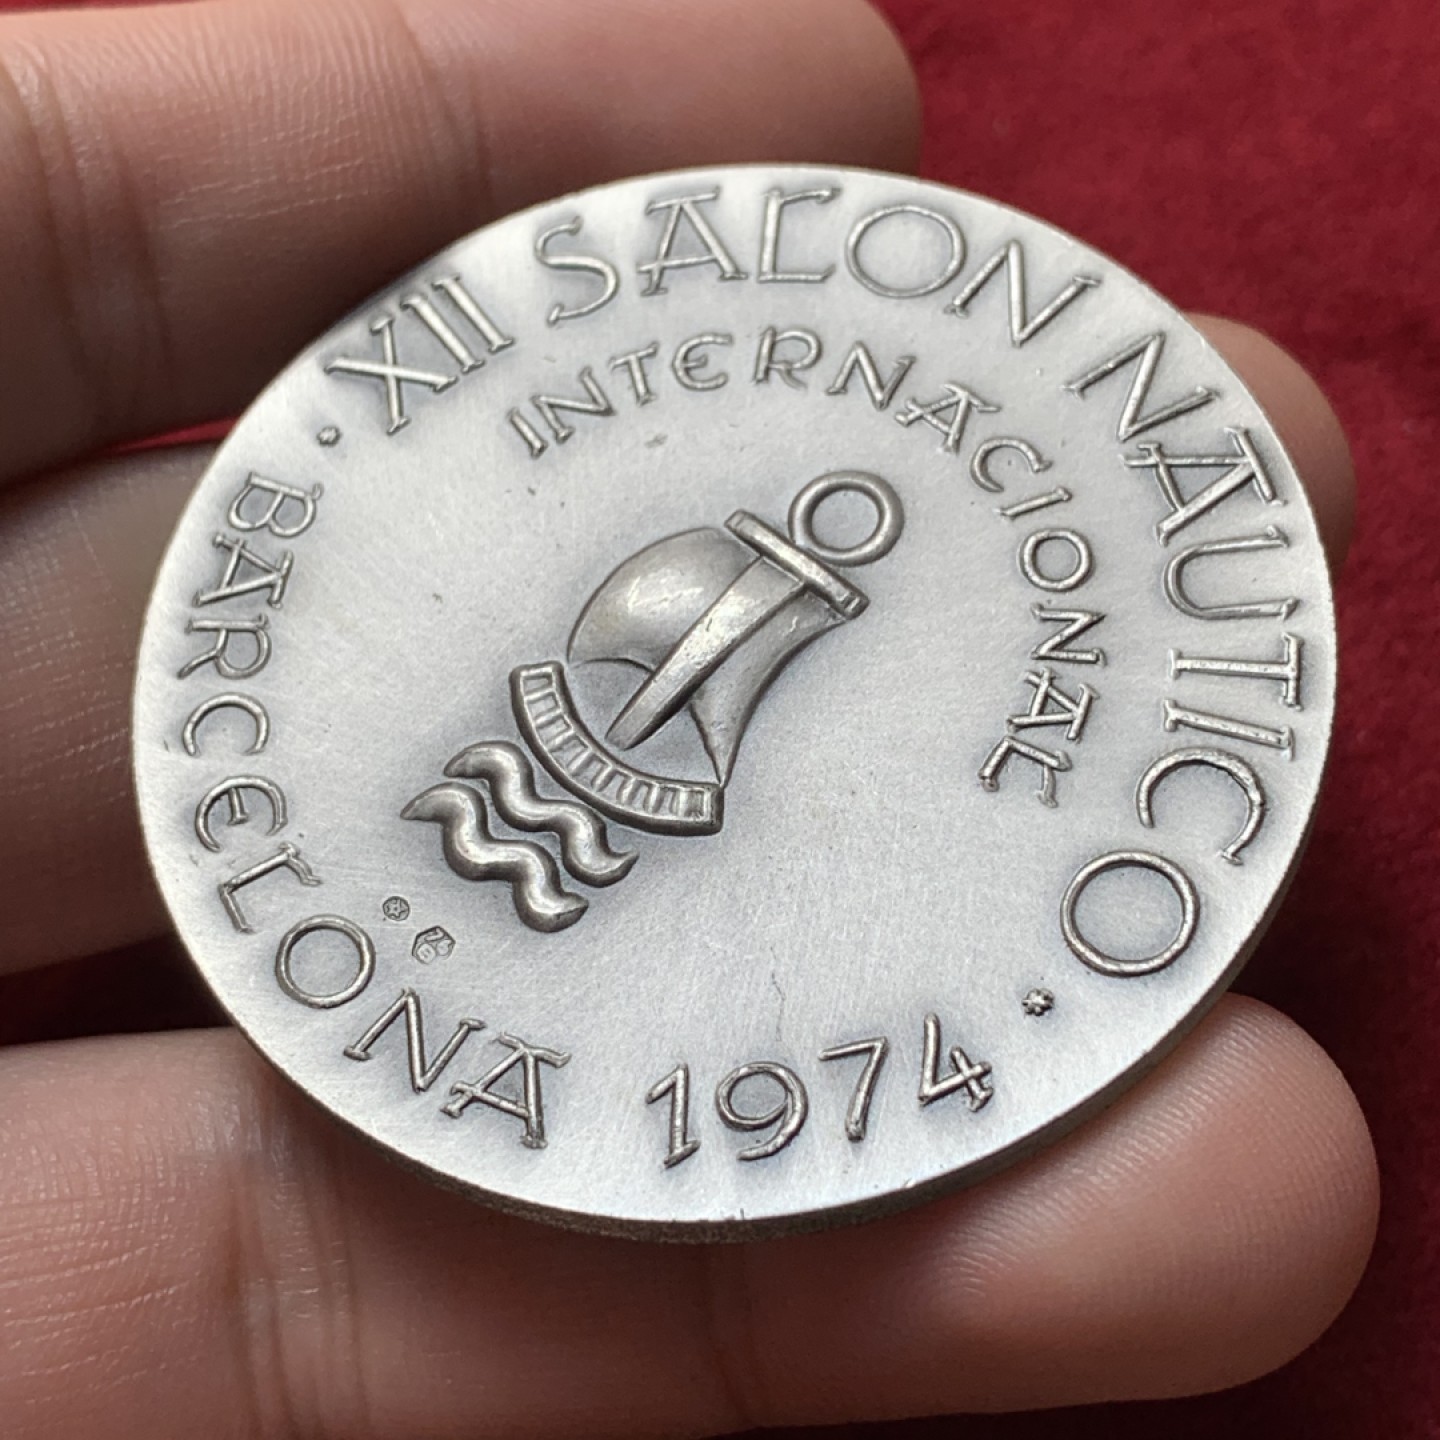 XII SALON NAUTICO
INTERNACIONAL
BARCELONA 1974